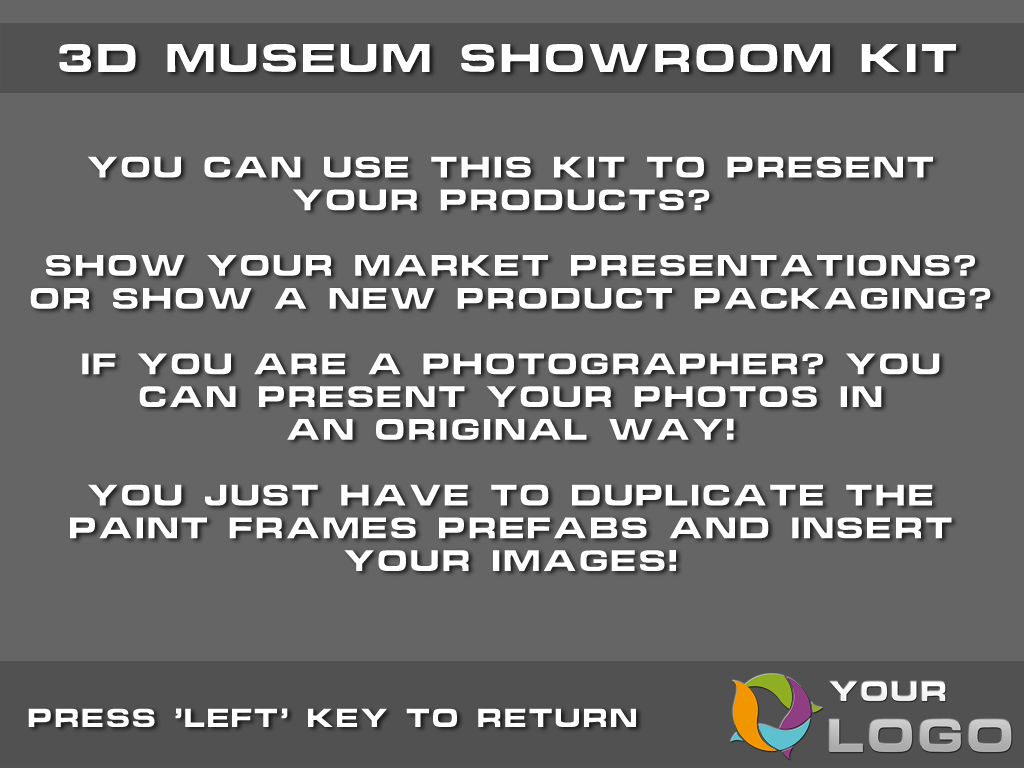 3D MUSEUM SHOWROOM KIT
YOU CAN USE THIS KIT TO PRESENT
YOUR PRODUCTS?
SHOW YOUR MARKET PRESENTATIONS?
OR SHOW A NEW PRODUCT PACKAGING?
IF YOU ARE A PHOTOGRAPHER? YOU
CAN PRESENT YOUR PHOTOS IN
AN ORIGINAL WAY!
YOU JUST HAVE TO DUPLICATE THE
PAINT FRAMES PREFABS AND INSERT
YOUR IMAGES!
PRESS 'LEFT' KEY TO RETURN
YOUR
LOGO